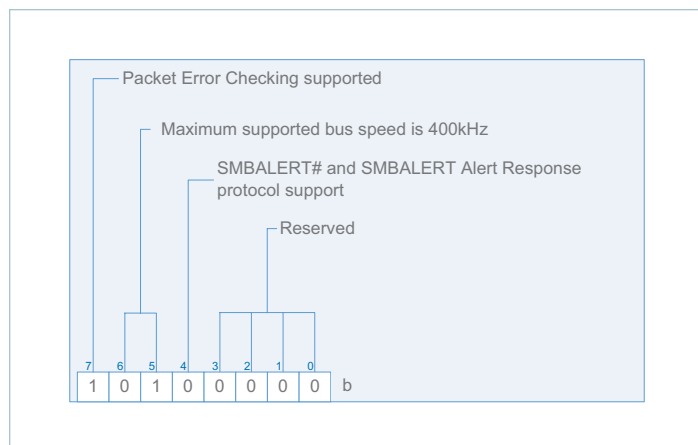 Packet Error Checking supported
Maximum supported bus speed is 400kHz
SMBALERT# and SMBALERT Alert Response
protocol support
Reserved
7 6 5 4 3 2 1 0
1 0 1 0 0 0 0 0 b